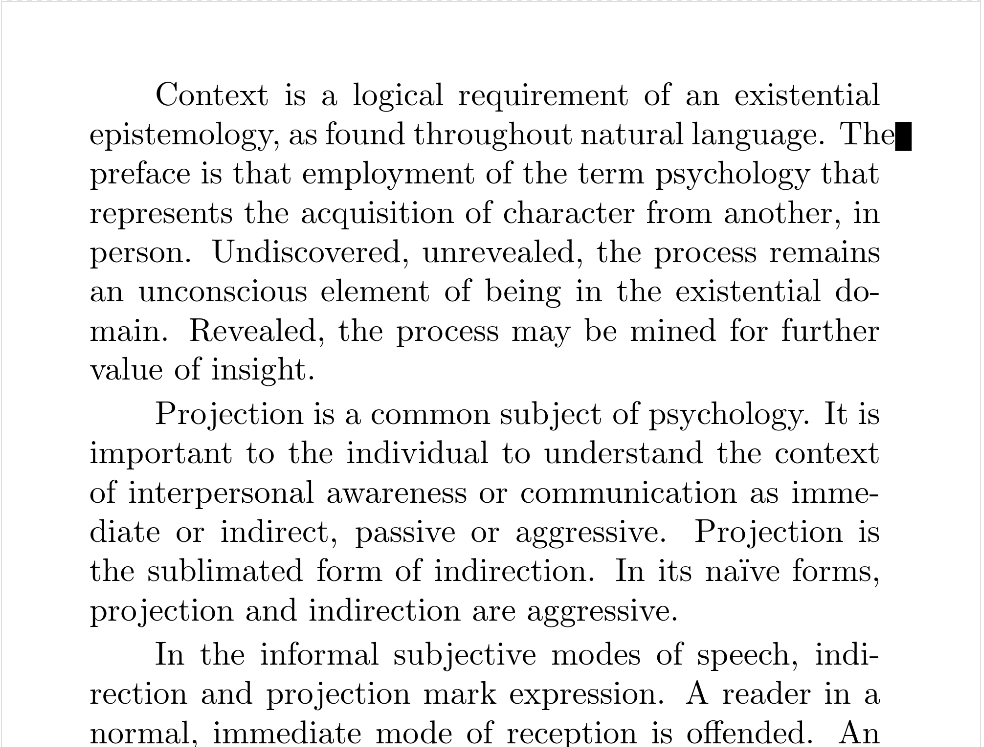 Context is a logical requirement of an existential
epistemology, as found throughout natural language. The
preface is that employment of the term psychology that
represents the acquisition of character from another, in
person. Undiscovered, unrevealed, the process remains
an unconscious element of being in the existential do-
main. Revealed, the process may be mined for further
value of insight.
Projection is a common subject of psychology. It is
important to the individual to understand the context
of interpersonal awareness or communication as imme-
diate or indirect, passive or aggressive. Projection is
the sublimated form of indirection. In its naïve forms,
projection and indirection are aggressive.
In the informal subjective modes of speech, indi-
rection and projection mark expression. A reader in a
normal, immediate mode of reception is offended. An